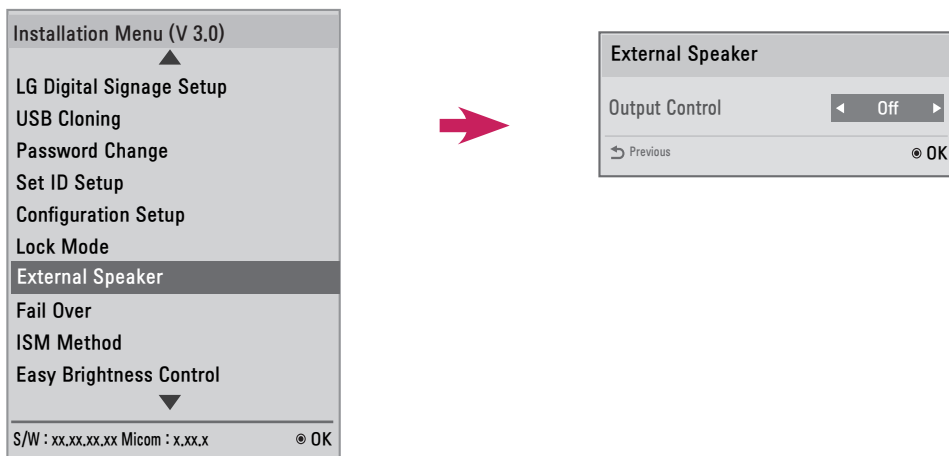 Installation Menu (V 3.0)
LG Digital Signage Setup
USB Cloning
Password Change
Set ID Setup
Configuration Setup
Lock Mode
External Speaker
Fail Over
ISM Method
Easy Brightness Control
S/W : xx.xx.xx.xx Micom : x.xx.x ◉ OK
External Speaker
Output Control ◀ Off ▶
Previous ◉ OK